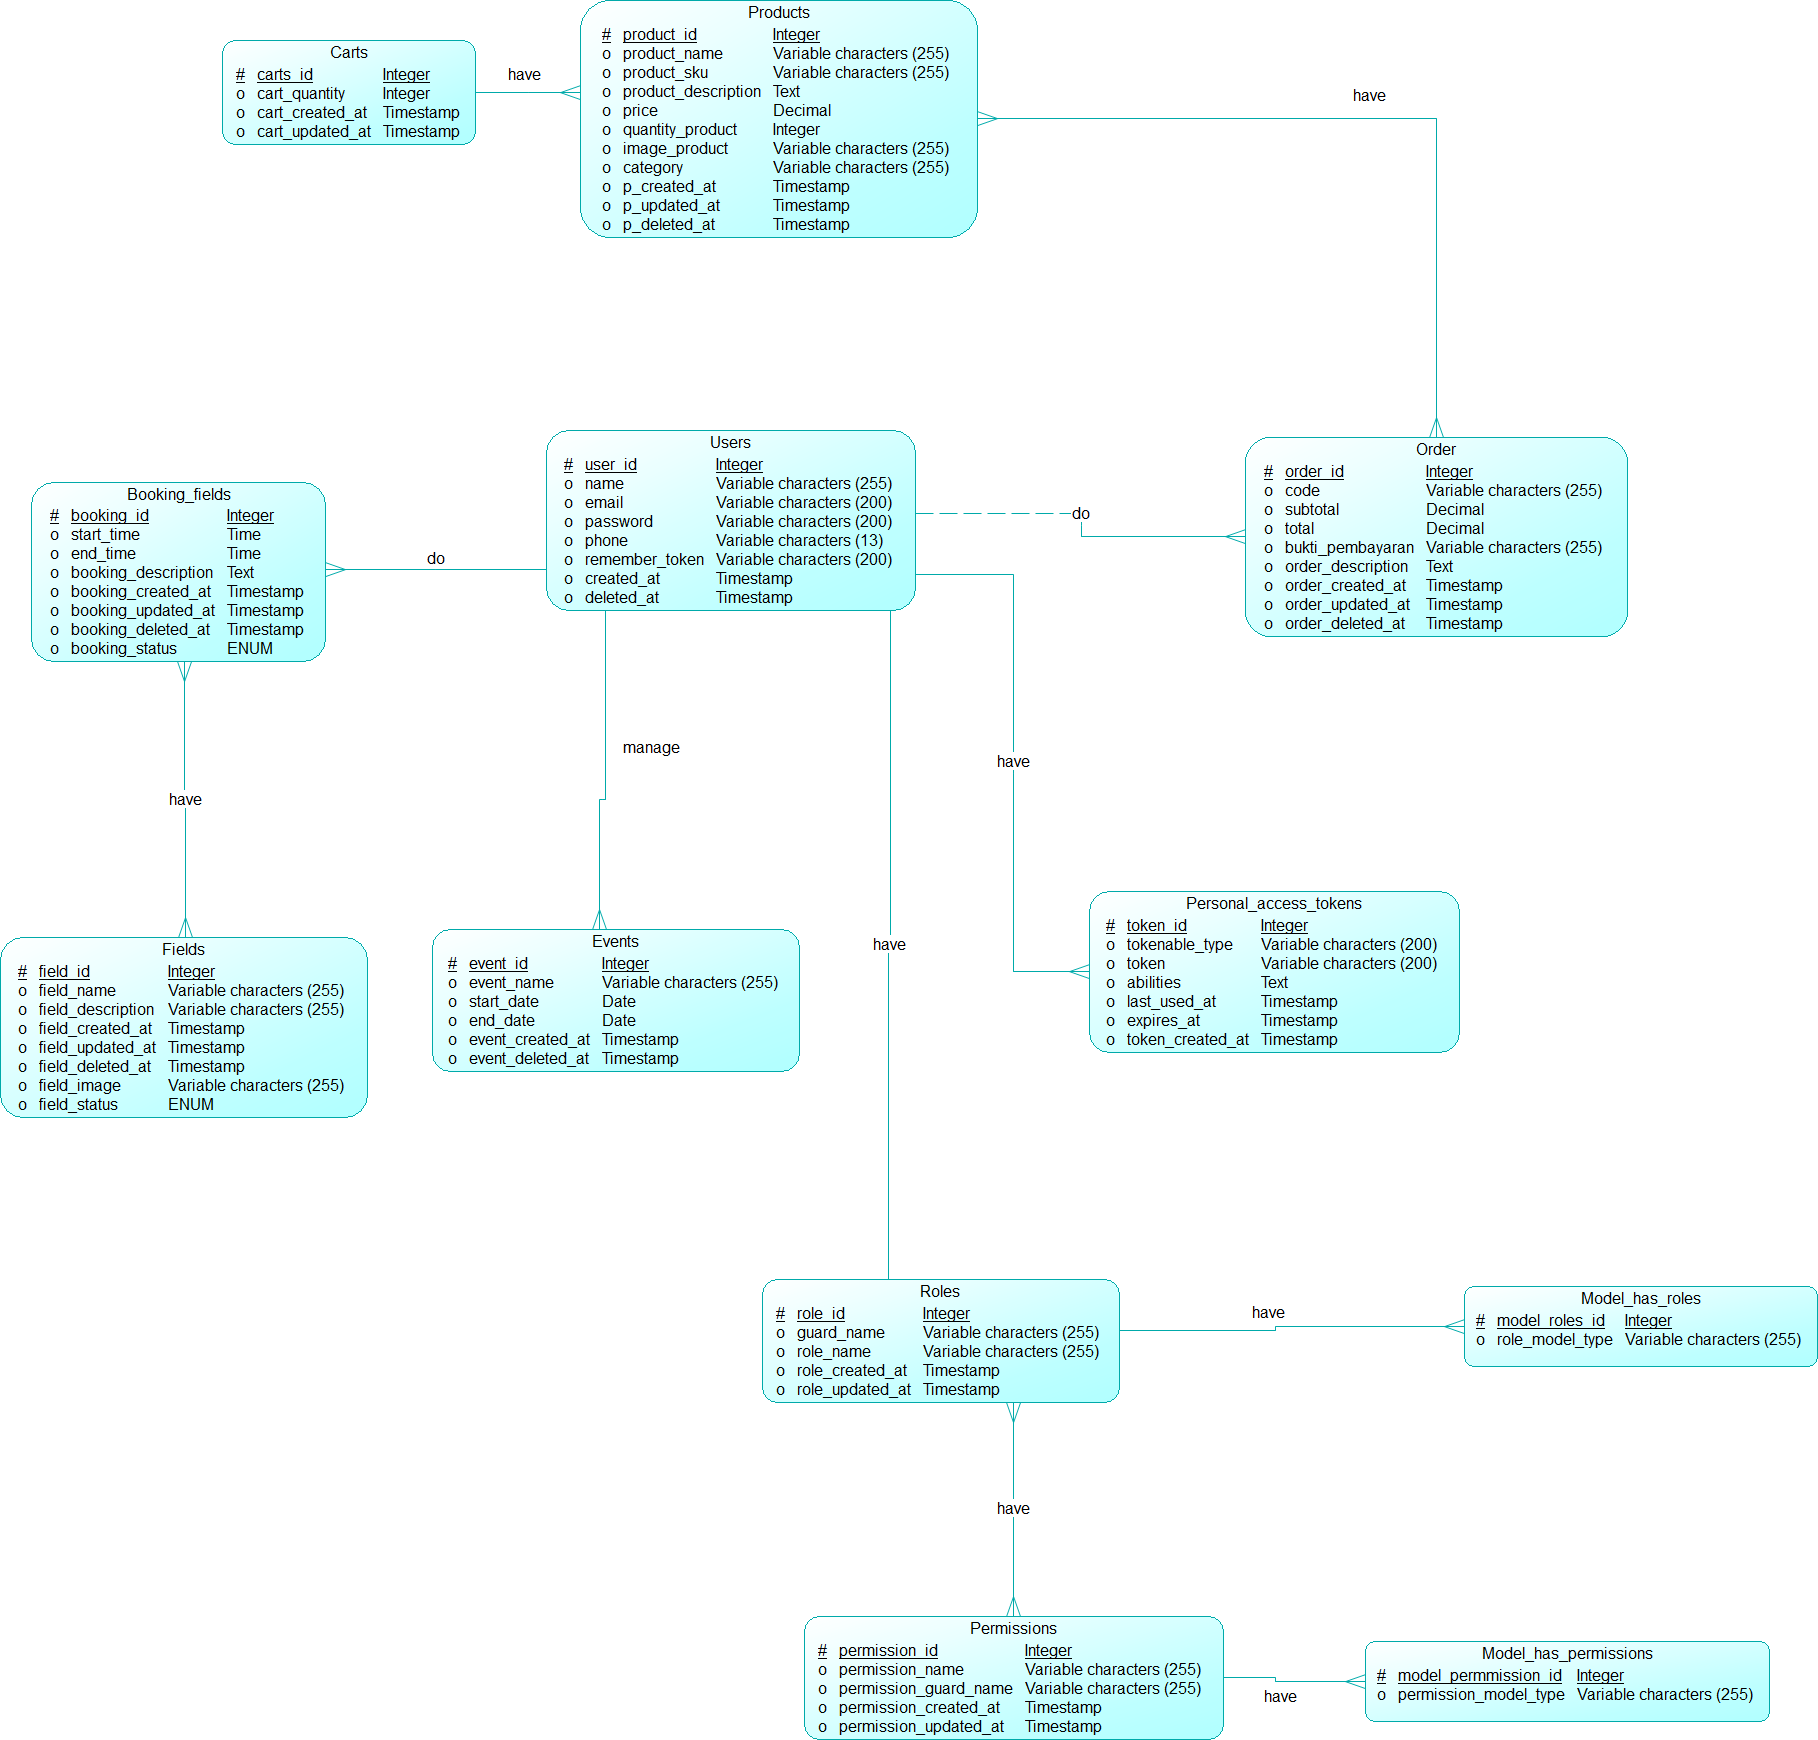 Products
# product_id Integer
o product_name Variable characters (255)
o product_sku Variable characters (255)
o product_description Text
o price Decimal
o quantity_product Integer
o image_product Variable characters (255)
o category Variable characters (255)
o p_created_at Timestamp
o p_updated_at Timestamp
o p_deleted_at Timestamp
Carts
# carts_id Integer
o cart_quantity Integer
o cart_created_at Timestamp
o cart_updated_at Timestamp
have
have
Users
# user_id Integer
o name Variable characters (255)
o email Variable characters (200)
o password Variable characters (200)
o phone Variable characters (13)
o remember_token Variable characters (200)
o created_at Timestamp
o deleted_at Timestamp
Order
# order_id Integer
o code Variable characters (255)
o subtotal Decimal
o total Decimal
o bukti_pembayaran Variable characters (255)
o order_description Text
o order_created_at Timestamp
o order_updated_at Timestamp
o order_deleted_at Timestamp
Booking_fields
# booking_id Integer
o start_time Time
o end_time Time
o booking_description Text
o booking_created_at Timestamp
o booking_updated_at Timestamp
o booking_deleted_at Timestamp
o booking_status ENUM
do
do
manage
have
have
have
Fields
# field_id Integer
o field_name Variable characters (255)
o field_description Variable characters (255)
o field_created_at Timestamp
o field_updated_at Timestamp
o field_deleted_at Timestamp
o field_image Variable characters (255)
o field_status ENUM
Events
# event_id Integer
o event_name Variable characters (255)
o start_date Date
o end_date Date
o event_created_at Timestamp
o event_deleted_at Timestamp
Personal_access_tokens
# token_id Integer
o tokenable_type Variable characters (200)
o token Variable characters (200)
o abilities Text
o last_used_at Timestamp
o expires_at Timestamp
o token_created_at Timestamp
Roles
# role_id Integer
o guard_name Variable characters (255)
o role_name Variable characters (255)
o role_created_at Timestamp
o role_updated_at Timestamp
have
Model_has_roles
# model_roles_id Integer
o role_model_type Variable characters (255)
have
Permissions
# permission_id Integer
o permission_name Variable characters (255)
o permission_guard_name Variable characters (255)
o permission_created_at Timestamp
o permission_updated_at Timestamp
have
Model_has_permissions
# model_permmission_id Integer
o permission_model_type Variable characters (255)